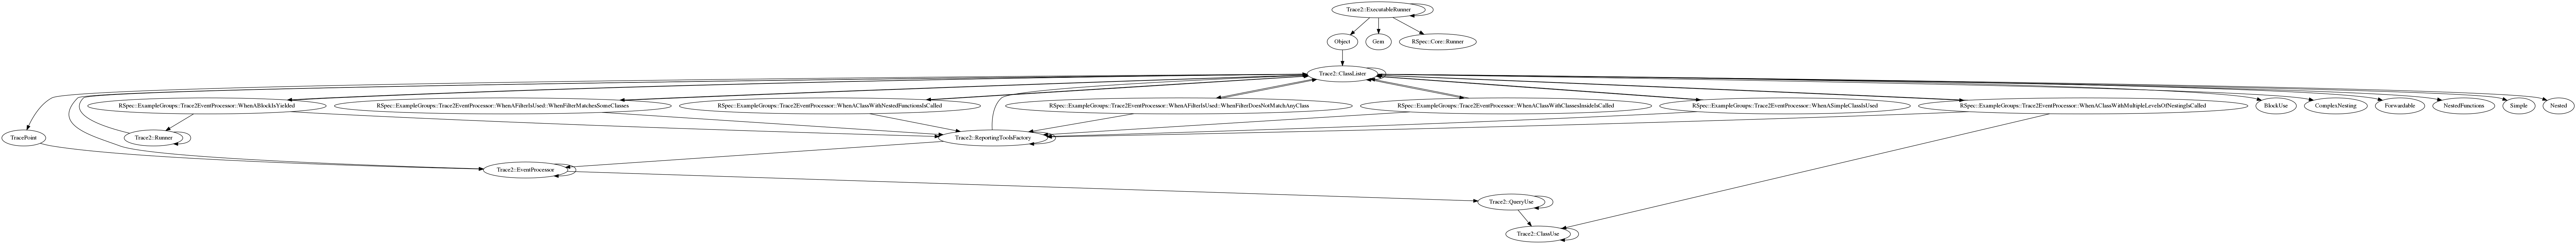 Trace2::ExecutableRunner
Object
Gem
RSpec::Core::Runner
Trace2::ClassLister
RSpec::ExampleGroups::Trace2EventProcessor::WhenABlockIsYielded
RSpec::ExampleGroups::Trace2EventProcessor::WhenAFilterIsUsed::WhenFilterMatchesSomeClasses
RSpec::ExampleGroups::Trace2EventProcessor::WhenAClassWithNestedFunctionsIsCalled
RSpec::ExampleGroups::Trace2EventProcessor::WhenAFilterIsUsed::WhenFilterDoesNotMatchAnyClass
RSpec::ExampleGroups::Trace2EventProcessor::WhenAClassWithClassesInsideIsCalled
RSpec::ExampleGroups::Trace2EventProcessor::WhenASimpleClassIsUsed
RSpec::ExampleGroups::Trace2EventProcessor::WhenAClassWithMultipleLevelsOfNestingIsCalled
BlockUse
ComplexNesting
Forwardable
NestedFunctions
Simple
Nested
TracePoint
Trace2::Runner
Trace2::ReportingToolsFactory
Trace2::EventProcessor
Trace2::QueryUse
Trace2::ClassUse